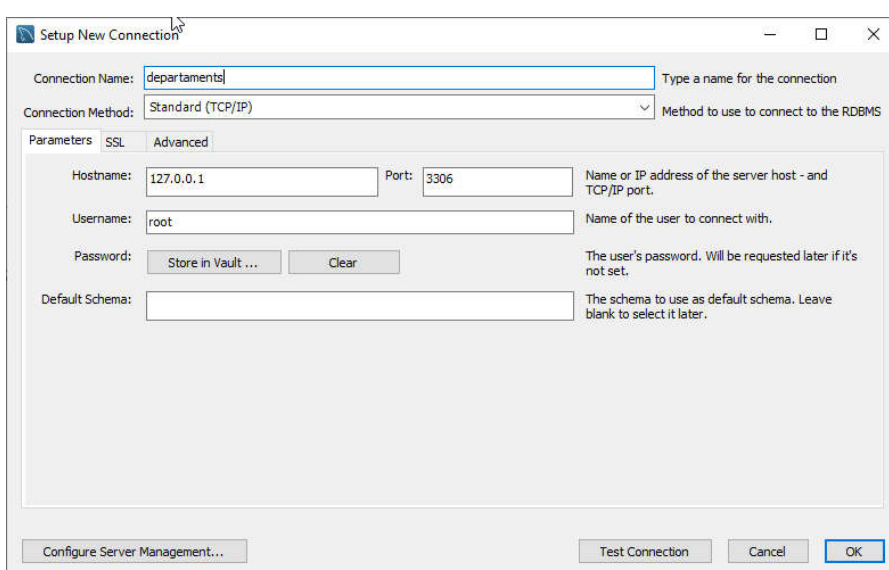 Setup New Connection
Connection Name: departaments Type a name for the connection
Connection Method: Standard (TCP/IP) Method to use to connect to the RDBMS
Parameters SSL Advanced
Hostname: 127.0.0.1 Port: 3306 Name or IP address of the server host - and
TCP/IP port.
Username: root Name of the user to connect with.
Password: Store in Vault ... Clear The user's password. Will be requested later if it's
not set.
Default Schema: The schema to use as default schema. Leave
blank to select it later.
Configure Server Management... Test Connection Cancel OK